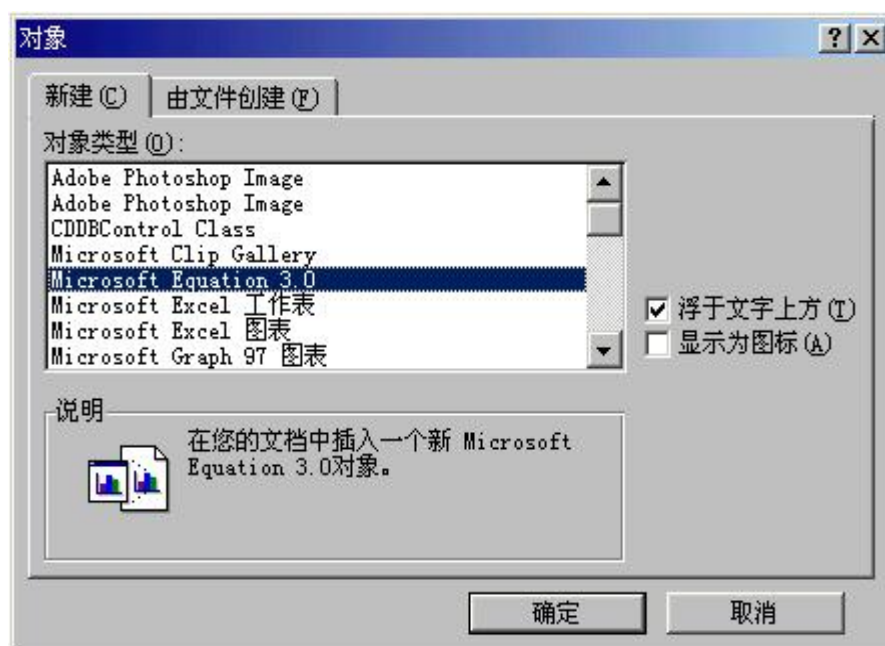 对象
新建(C)
由文件创建(F)
对象类型(O):
Adobe Photoshop Image
Adobe Photoshop Image
CDDBControl Class
Microsoft Clip Gallery
Microsoft Equation 3.0
Microsoft Excel 工作表
Microsoft Excel 图表
Microsoft Graph 97 图表
浮于文字上方(T)
显示为图标(A)
说明
在您的文档中插入一个新 Microsoft
Equation 3.0对象。
确定
取消